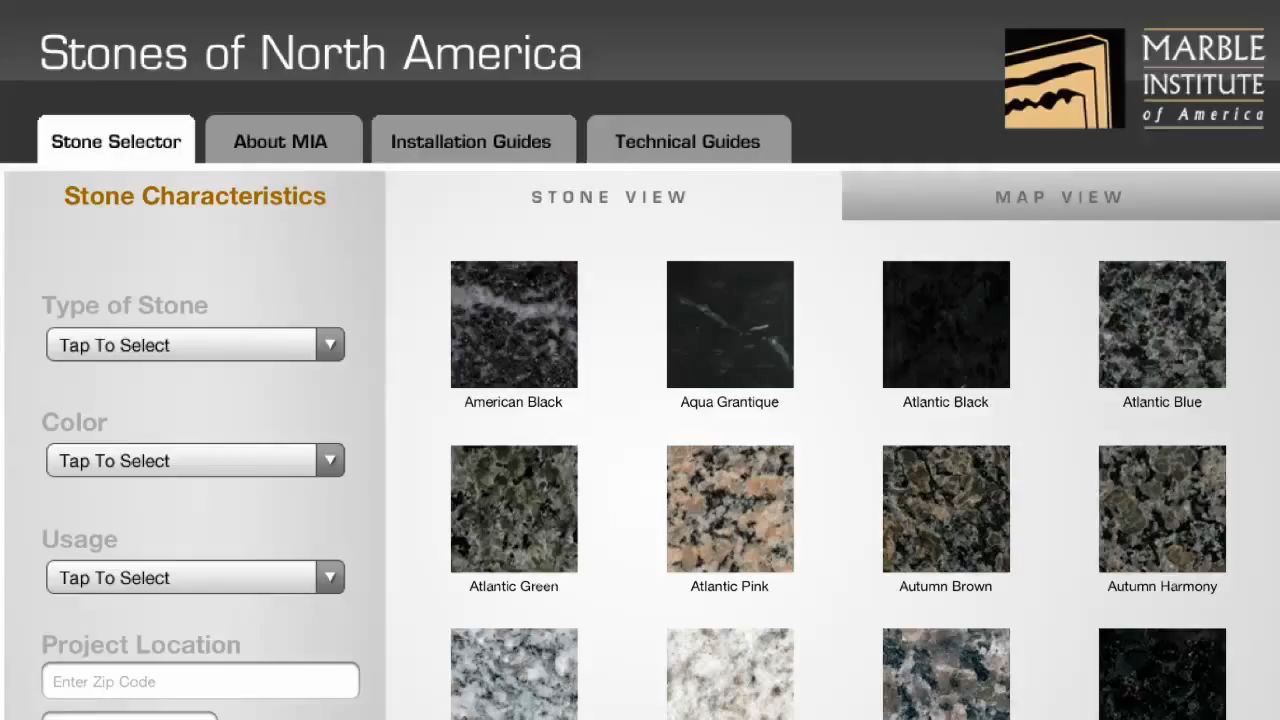 Stones of North America
MARBLE
INSTITUTE
of America
Stone Selector
About MIA
Installation Guides
Technical Guides
Stone Characteristics
STONE VIEW
MAP VIEW
Type of Stone
Tap To Select
Color
Tap To Select
Usage
Tap To Select
Project Location
Enter Zip Code
American Black
Aqua Grantique
Atlantic Black
Atlantic Blue
Atlantic Green
Atlantic Pink
Autumn Brown
Autumn Harmony